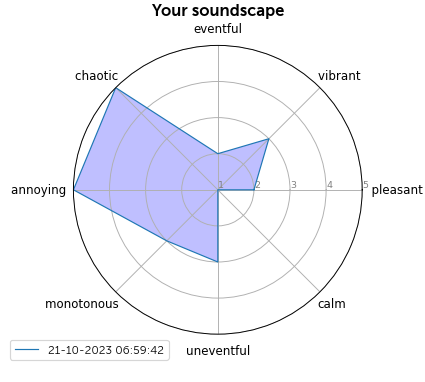 Your soundscape
eventful
chaotic
vibrant
annoying
1 2 3 4 5
pleasant
monotonous
calm
uneventful
21-10-2023 06:59:42